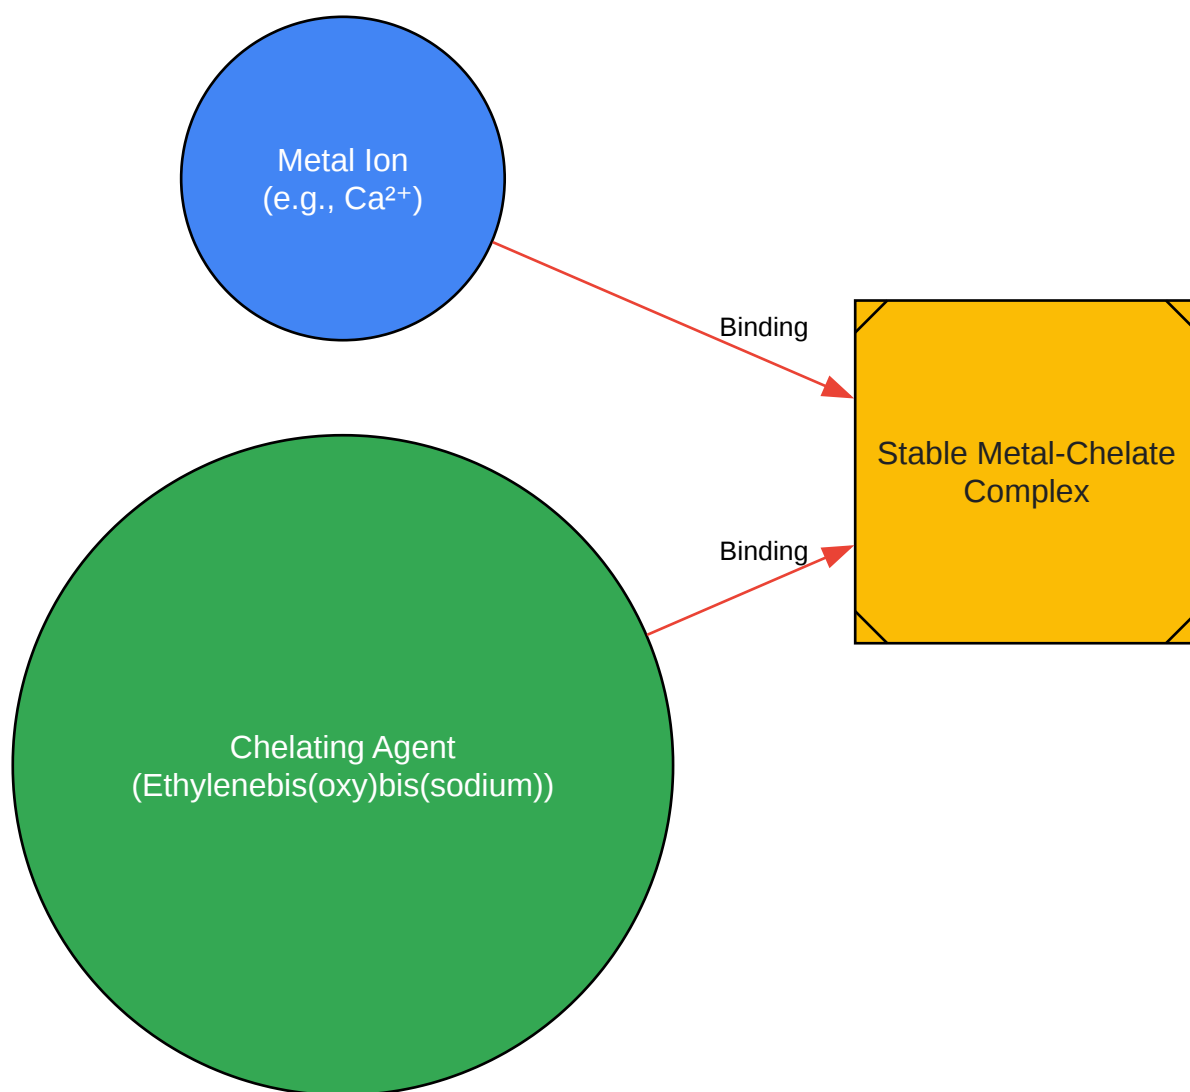 Metal Ion
(e.g., Ca²⁺)
Binding
Stable Metal-Chelate
Complex
Binding
Chelating Agent
(Ethylenebis(oxy)bis(sodium))